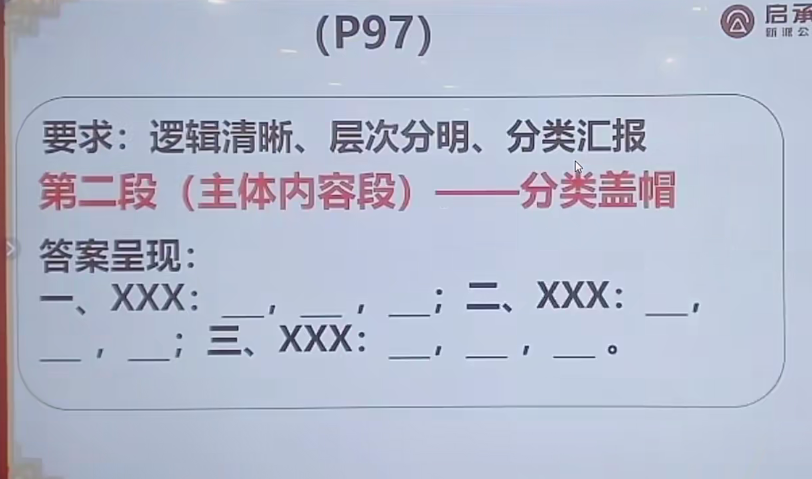 (P97)
启承
新派公
要求：逻辑清晰、层次分明、分类汇报
第二段（主体内容段）——分类盖帽
答案呈现：
一、XXX：__，__，__；二、XXX：__，
__，__；三、XXX：__，__，__。